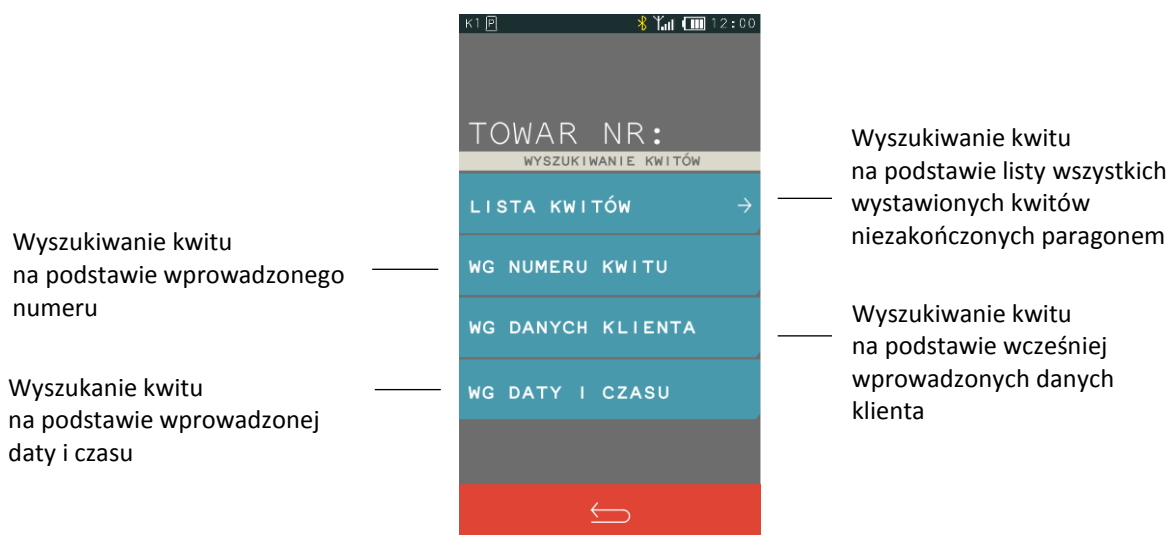 K1 P 12:00
TOWAR NR:
WYSZUKIWANIE KWITÓW
LISTA KWITÓW
WG NUMERU KWITU
WG DANYCH KLIENTA
WG DATY I CZASU
Wyszukiwanie kwitu
na podstawie wprowadzonego
numeru
Wyszukanie kwitu
na podstawie wprowadzonej
daty i czasu
Wyszukiwanie kwitu
na podstawie listy wszystkich
wystawionych kwitów
niezakończonych paragonem
Wyszukiwanie kwitu
na podstawie wcześniej
wprowadzonych danych
klienta